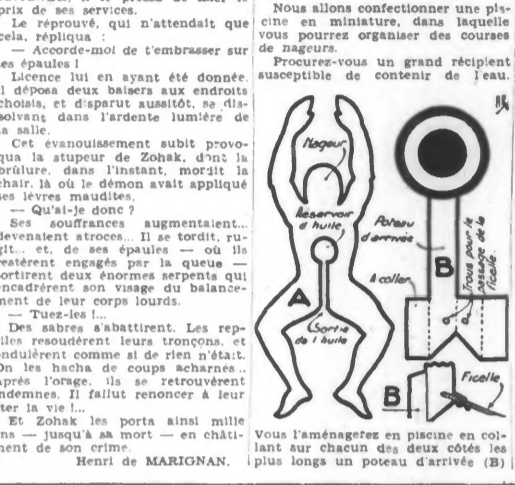 prix de ses services.
Le réprouvé, qui n'attendait que
cela, répliqua :
— Accorde-moi de t'embrasser sur
les épaules !
Licence lui en ayant été donnée,
il déposa deux baisers aux endroits
choisis, et disparut aussitôt, se dis-
solvant dans l'ardente lumière de
la salle.
Cet évanouissement subit provo-
qua la stupeur de Zohak, dont la
brûlure, dans l'instant, mordit la
chair, là où le démon avait appliqué
ses lèvres maudites.
— Qu'ai-je donc ?
Ses souffrances augmentaient...
devenaient atroces... Il se tordit, ru-
git... et, de ses épaules — où ils
restèrent engagés par la queue —
sortirent deux énormes serpents qui
encadrèrent son visage du balance-
ment de leur corps lourds.
— Tuez-les !...
Des sabres s'abattirent. Les rep-
tiles resoudèrent leurs tronçons, et
ondulèrent comme si de rien n'était.
On les hacha de coups acharnés...
Après l'orage, ils se retrouvèrent
indemnes. Il fallut renoncer à leur
ôter la vie !...
Et Zohak les porta ainsi mille
ans — jusqu'à sa mort — en châti-
ment de son crime.
Henri de MARIGNAN.
Nous allons confectionner une pis-
cine en miniature, dans laquelle
vous pourrez organiser des courses
de nageurs.
Procurez-vous un grand récipient
susceptible de contenir de l'eau.
Nageur
Réservoir
d'huile
A
Sortie
de l'huile
Poteau
d'arrivée
B
Trous pour le
passage de la
ficelle.
A coller
B
Ficelle
Vous l'aménagerez en piscine en col-
lant sur chacun des deux côtés les
plus longs un poteau d'arrivée (B)